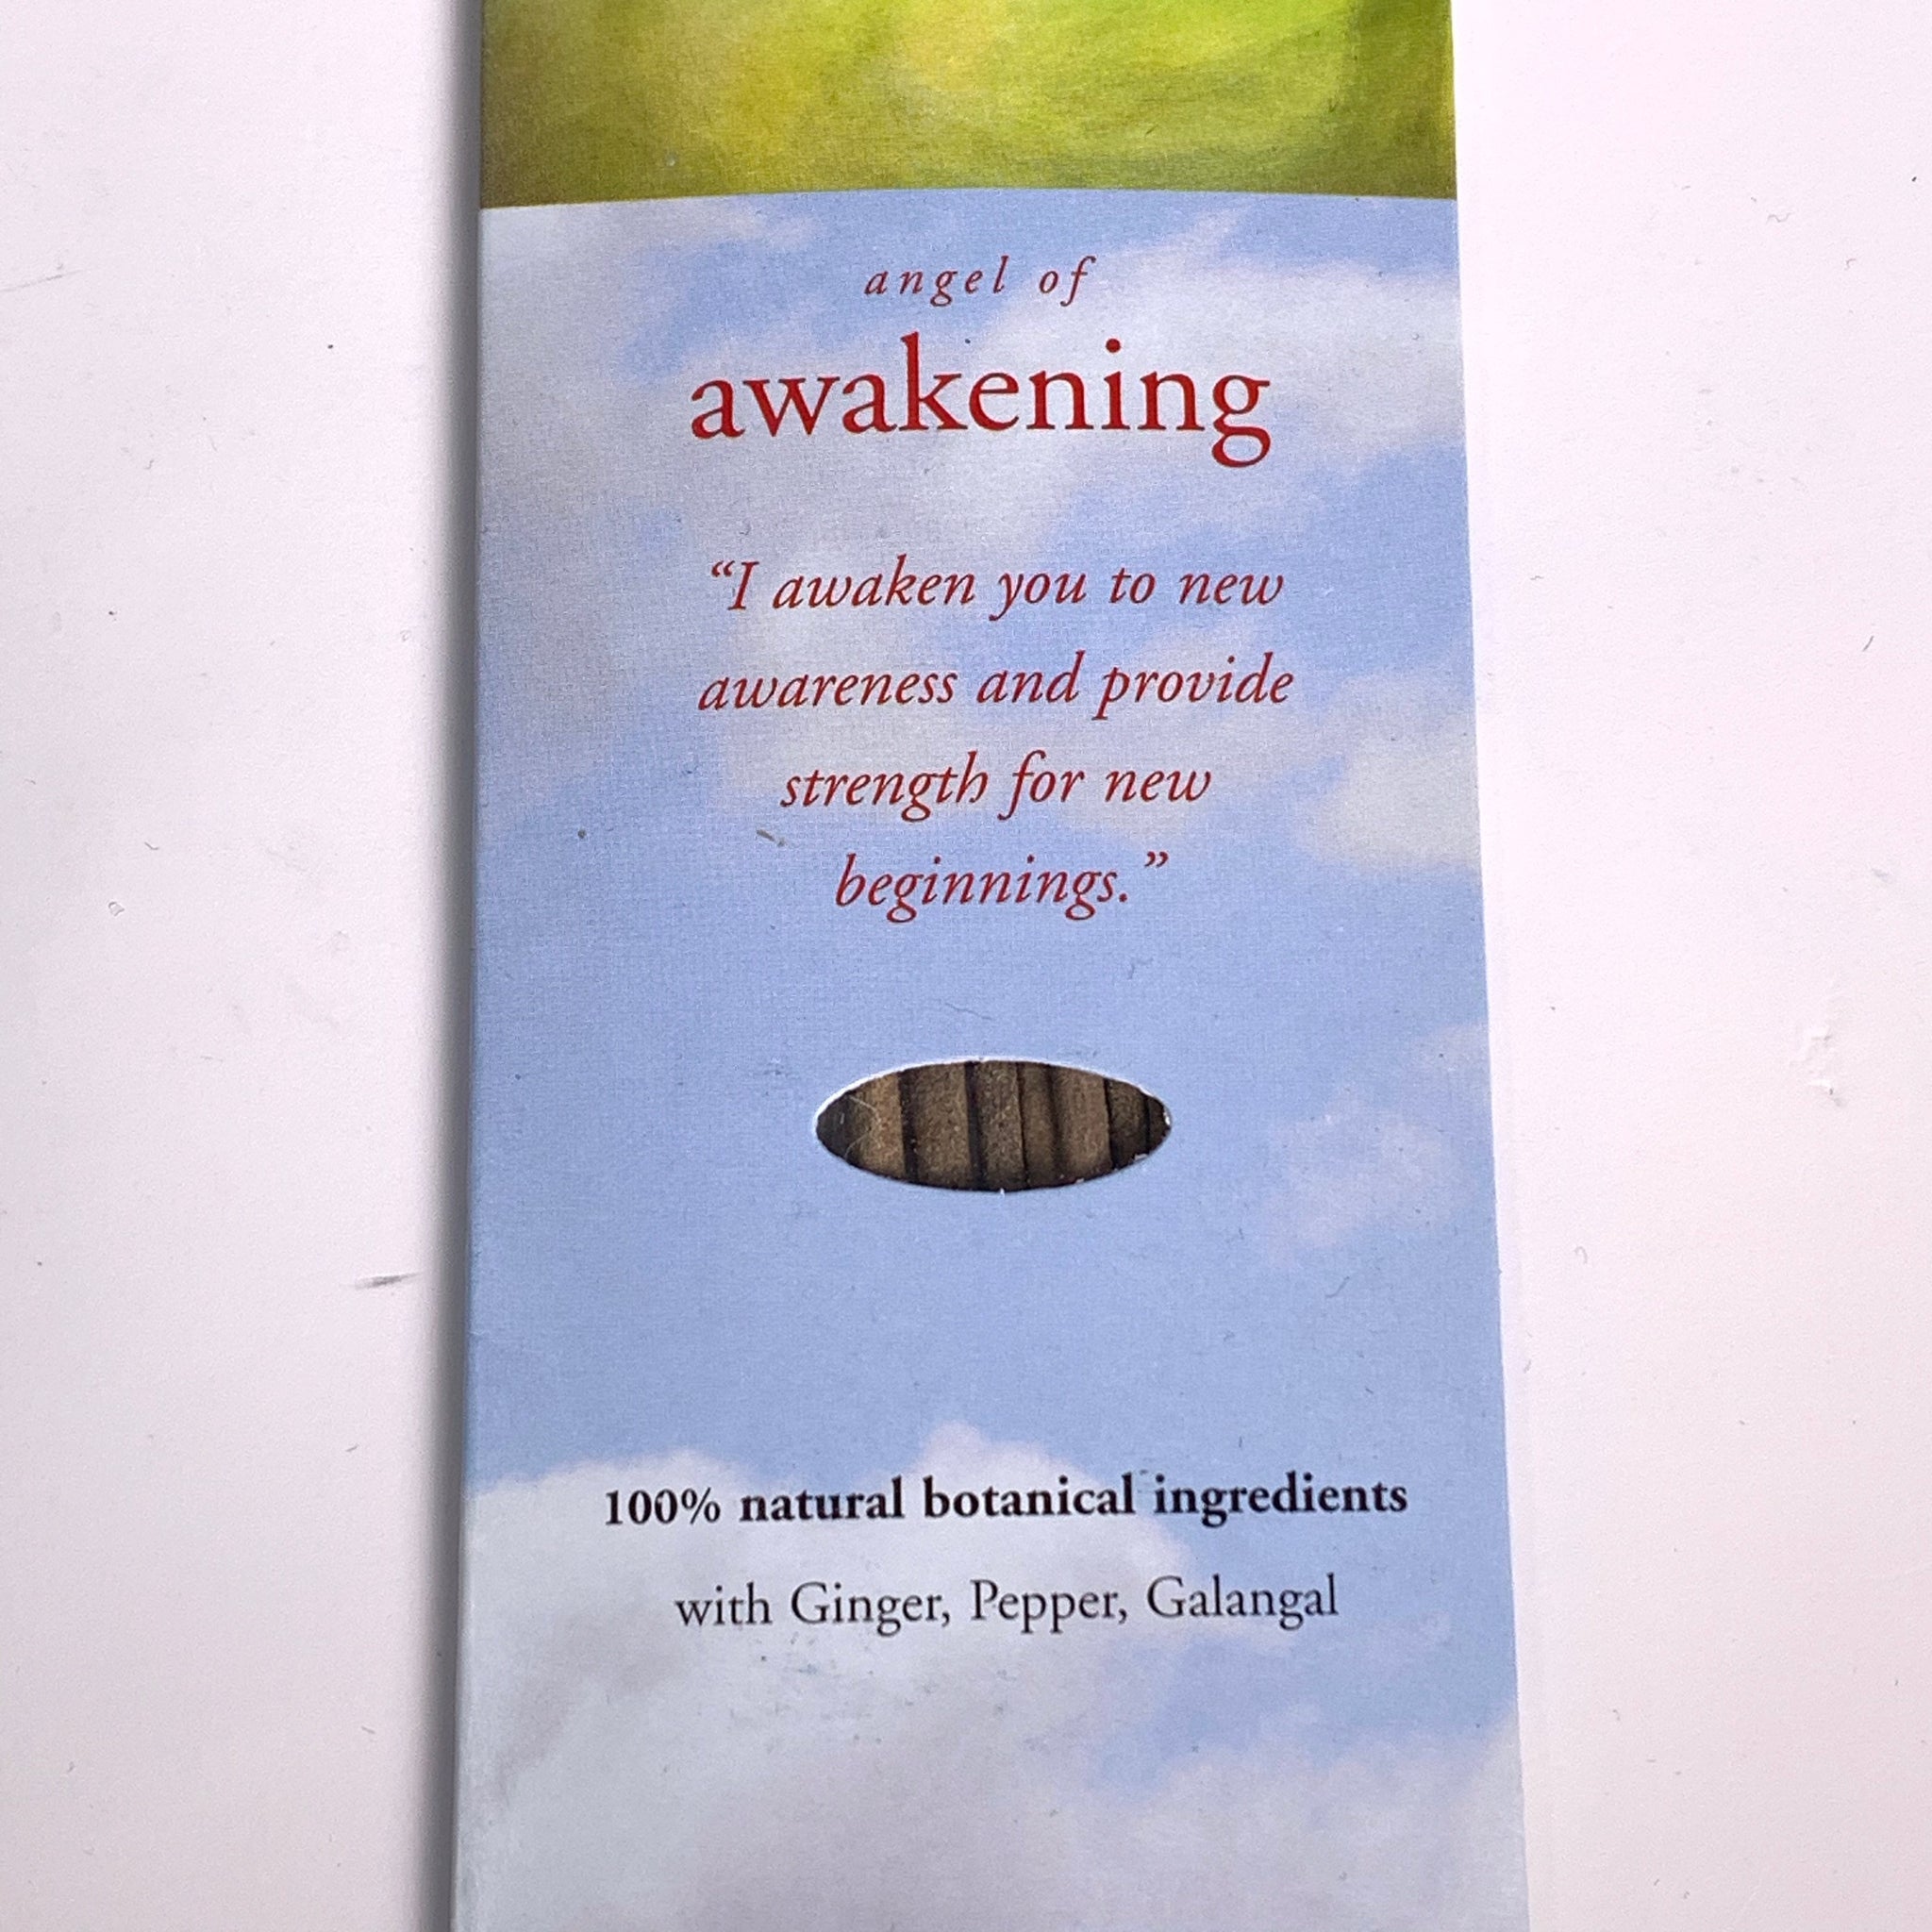 angel of
awakening
“I awaken you to new
awareness and provide
strength for new
beginnings.”
100% natural botanical ingredients
with Ginger, Pepper, Galangal